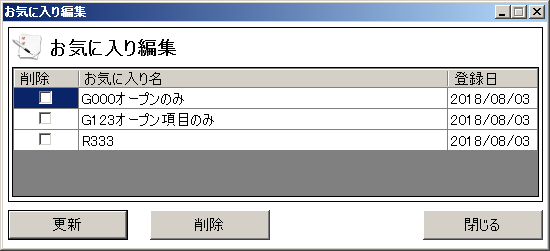 お気に入り編集
お気に入り編集
削除 お気に入り名 登録日
G000オープンのみ 2018/08/03
G123オープン項目のみ 2018/08/03
R333 2018/08/03
更新 削除 閉じる